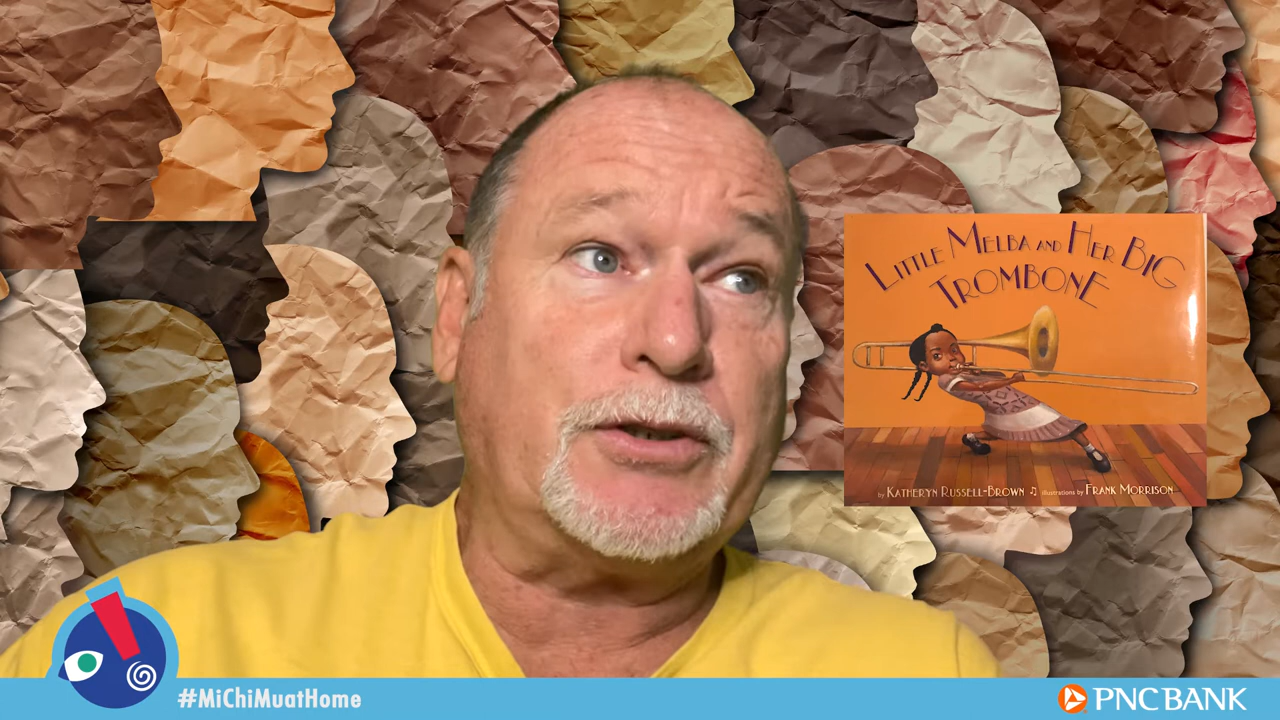 LITTLE MELBA AND HER BIG
TROMBONE
by KATHERYN RUSSELL-BROWN ♫ illustrations by FRANK MORRISON
#MiChiMuatHome
PNC BANK